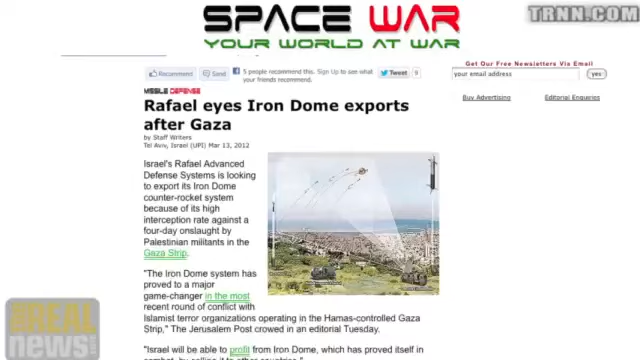 SPACE WAR
YOUR WORLD AT WAR
TRNN.COM
Recommend
Send
5 people recommend this. Sign Up to see what
your friends recommend.
Tweet
9
Get Our Free Newsletters Via Email
your email address
yes
Buy Advertising
Editorial Enquiries
MISSILE DEFENSE
Rafael eyes Iron Dome exports
after Gaza
by Staff Writers
Tel Aviv, Israel (UPI) Mar 13, 2012
Israel's Rafael Advanced
Defense Systems is looking
to export its Iron Dome
counter-rocket system
because of its high
interception rate against a
four-day onslaught by
Palestinian militants in the
Gaza Strip.
"The Iron Dome system has
proved to a major
game-changer in the most
recent round of conflict with
Islamist terror organizations operating in the Hamas-controlled Gaza
Strip," The Jerusalem Post crowed in an editorial Tuesday.
"Israel will be able to profit from Iron Dome, which has proved itself in
THE REAL
news